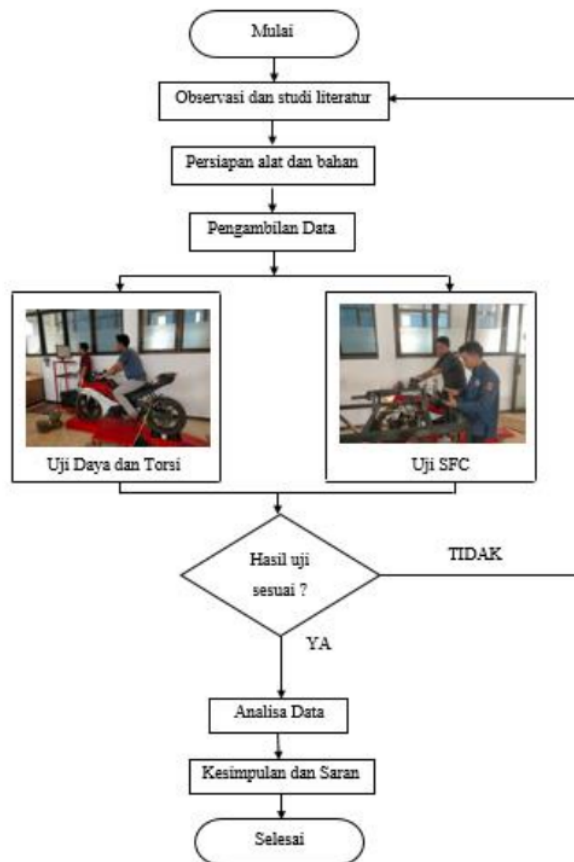 Mulai
Observasi dan studi literatur
Persiapan alat dan bahan
Pengambilan Data
Uji Daya dan Torsi
Uji SFC
Hasil uji
sesuai ?
TIDAK
YA
Analisa Data
Kesimpulan dan Saran
Selesai